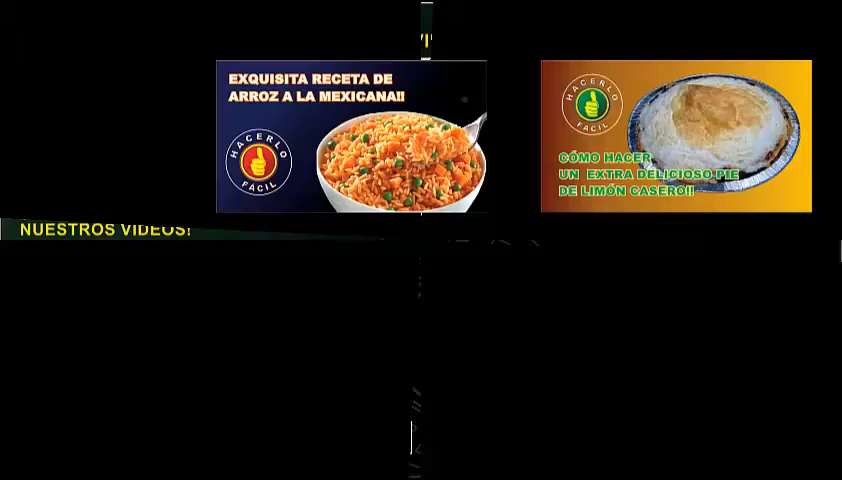 EXQUISITA RECETA DE
ARROZ A LA MEXICANA!!
HACERLO
FACIL
HACERLO
FACIL
CÓMO HACER
UN EXTRA DELICIOSO PIE
DE LIMÓN CASERO!!
NUESTROS VIDEOS!